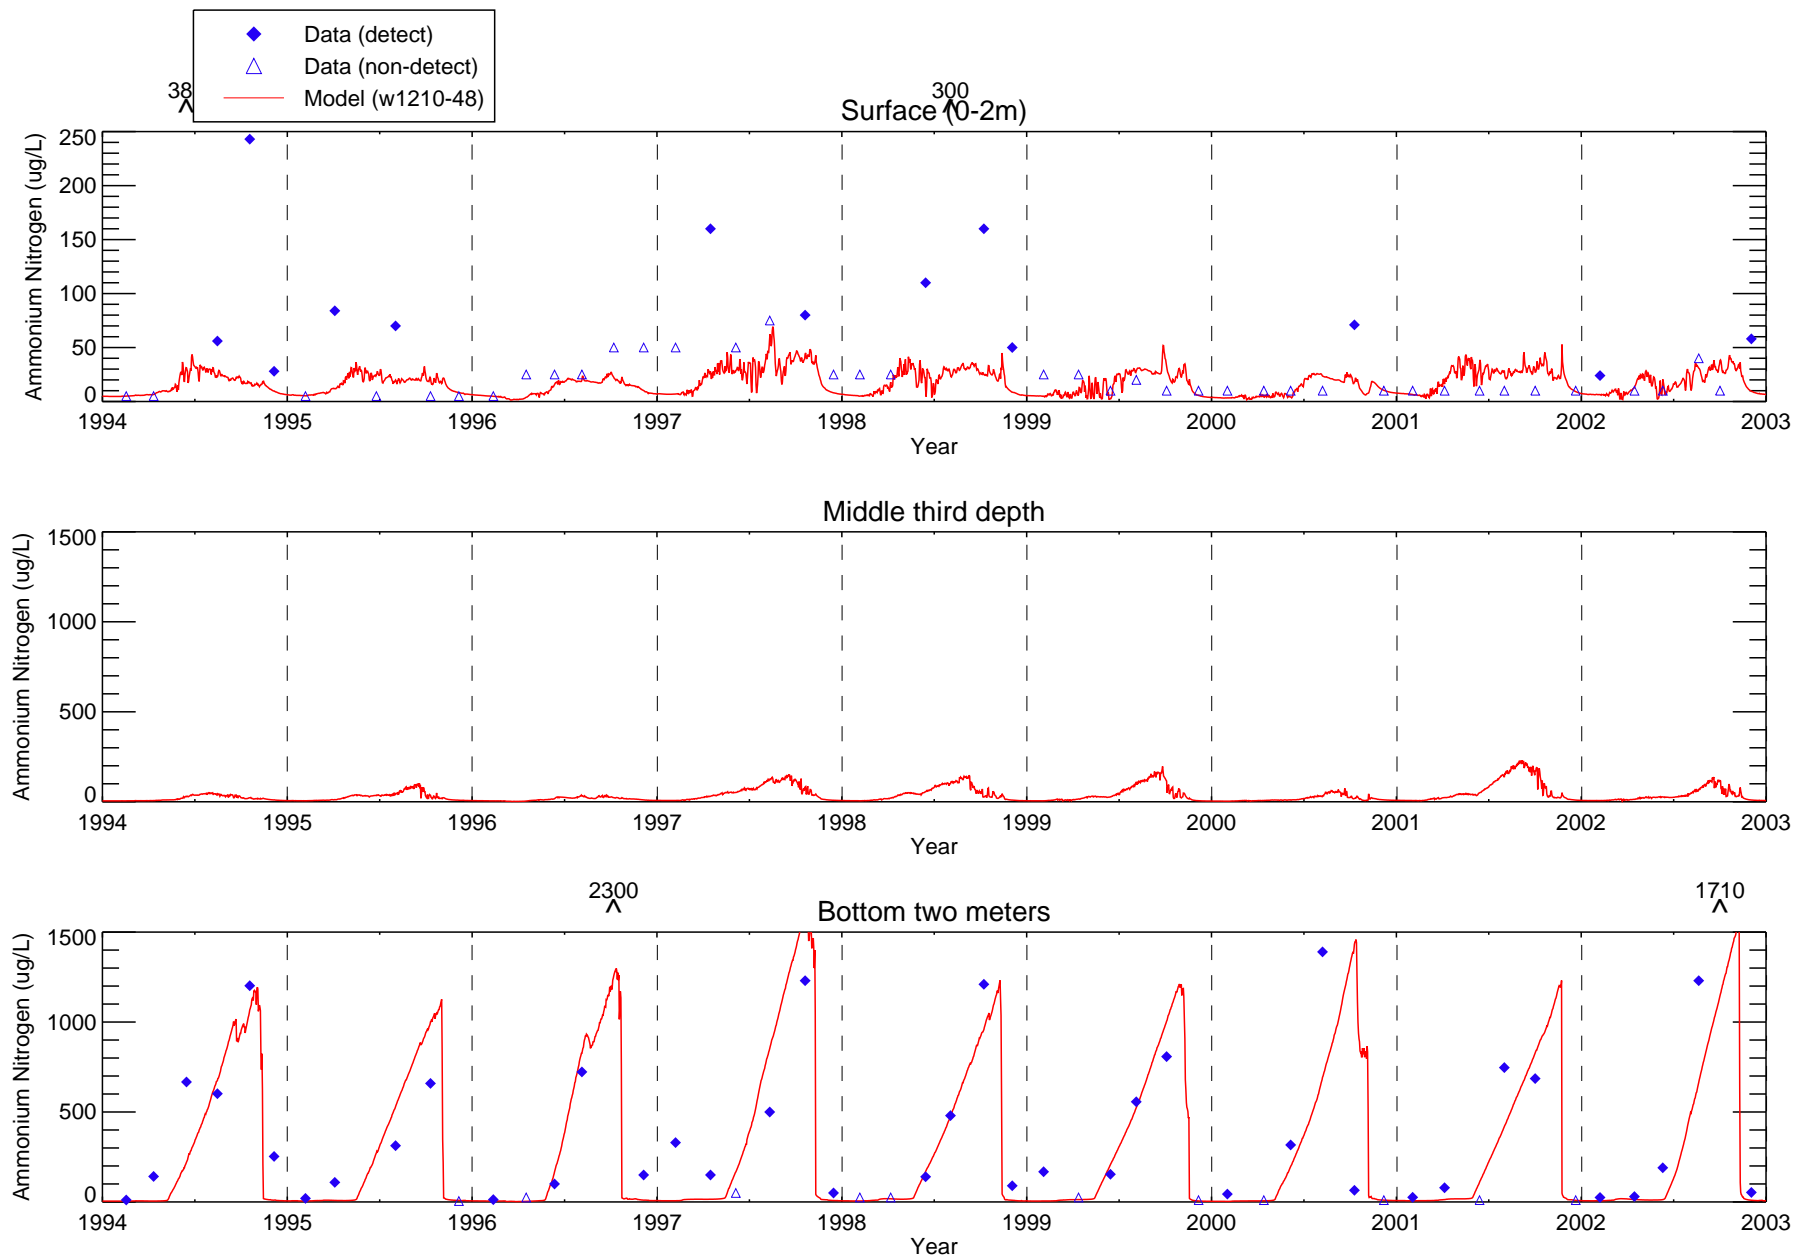 Data (detect)
Data (non-detect)
Model (w1210-48)
38
300
^
^
Surface (0-2m)
Ammonium Nitrogen (ug/L)
250
200
150
100
50
0
1994 1995 1996 1997 1998 1999 2000 2001 2002 2003
Year
Middle third depth
Ammonium Nitrogen (ug/L)
1500
1000
500
0
1994 1995 1996 1997 1998 1999 2000 2001 2002 2003
Year
2300
1710
^
^
Bottom two meters
Ammonium Nitrogen (ug/L)
1500
1000
500
0
1994 1995 1996 1997 1998 1999 2000 2001 2002 2003
Year